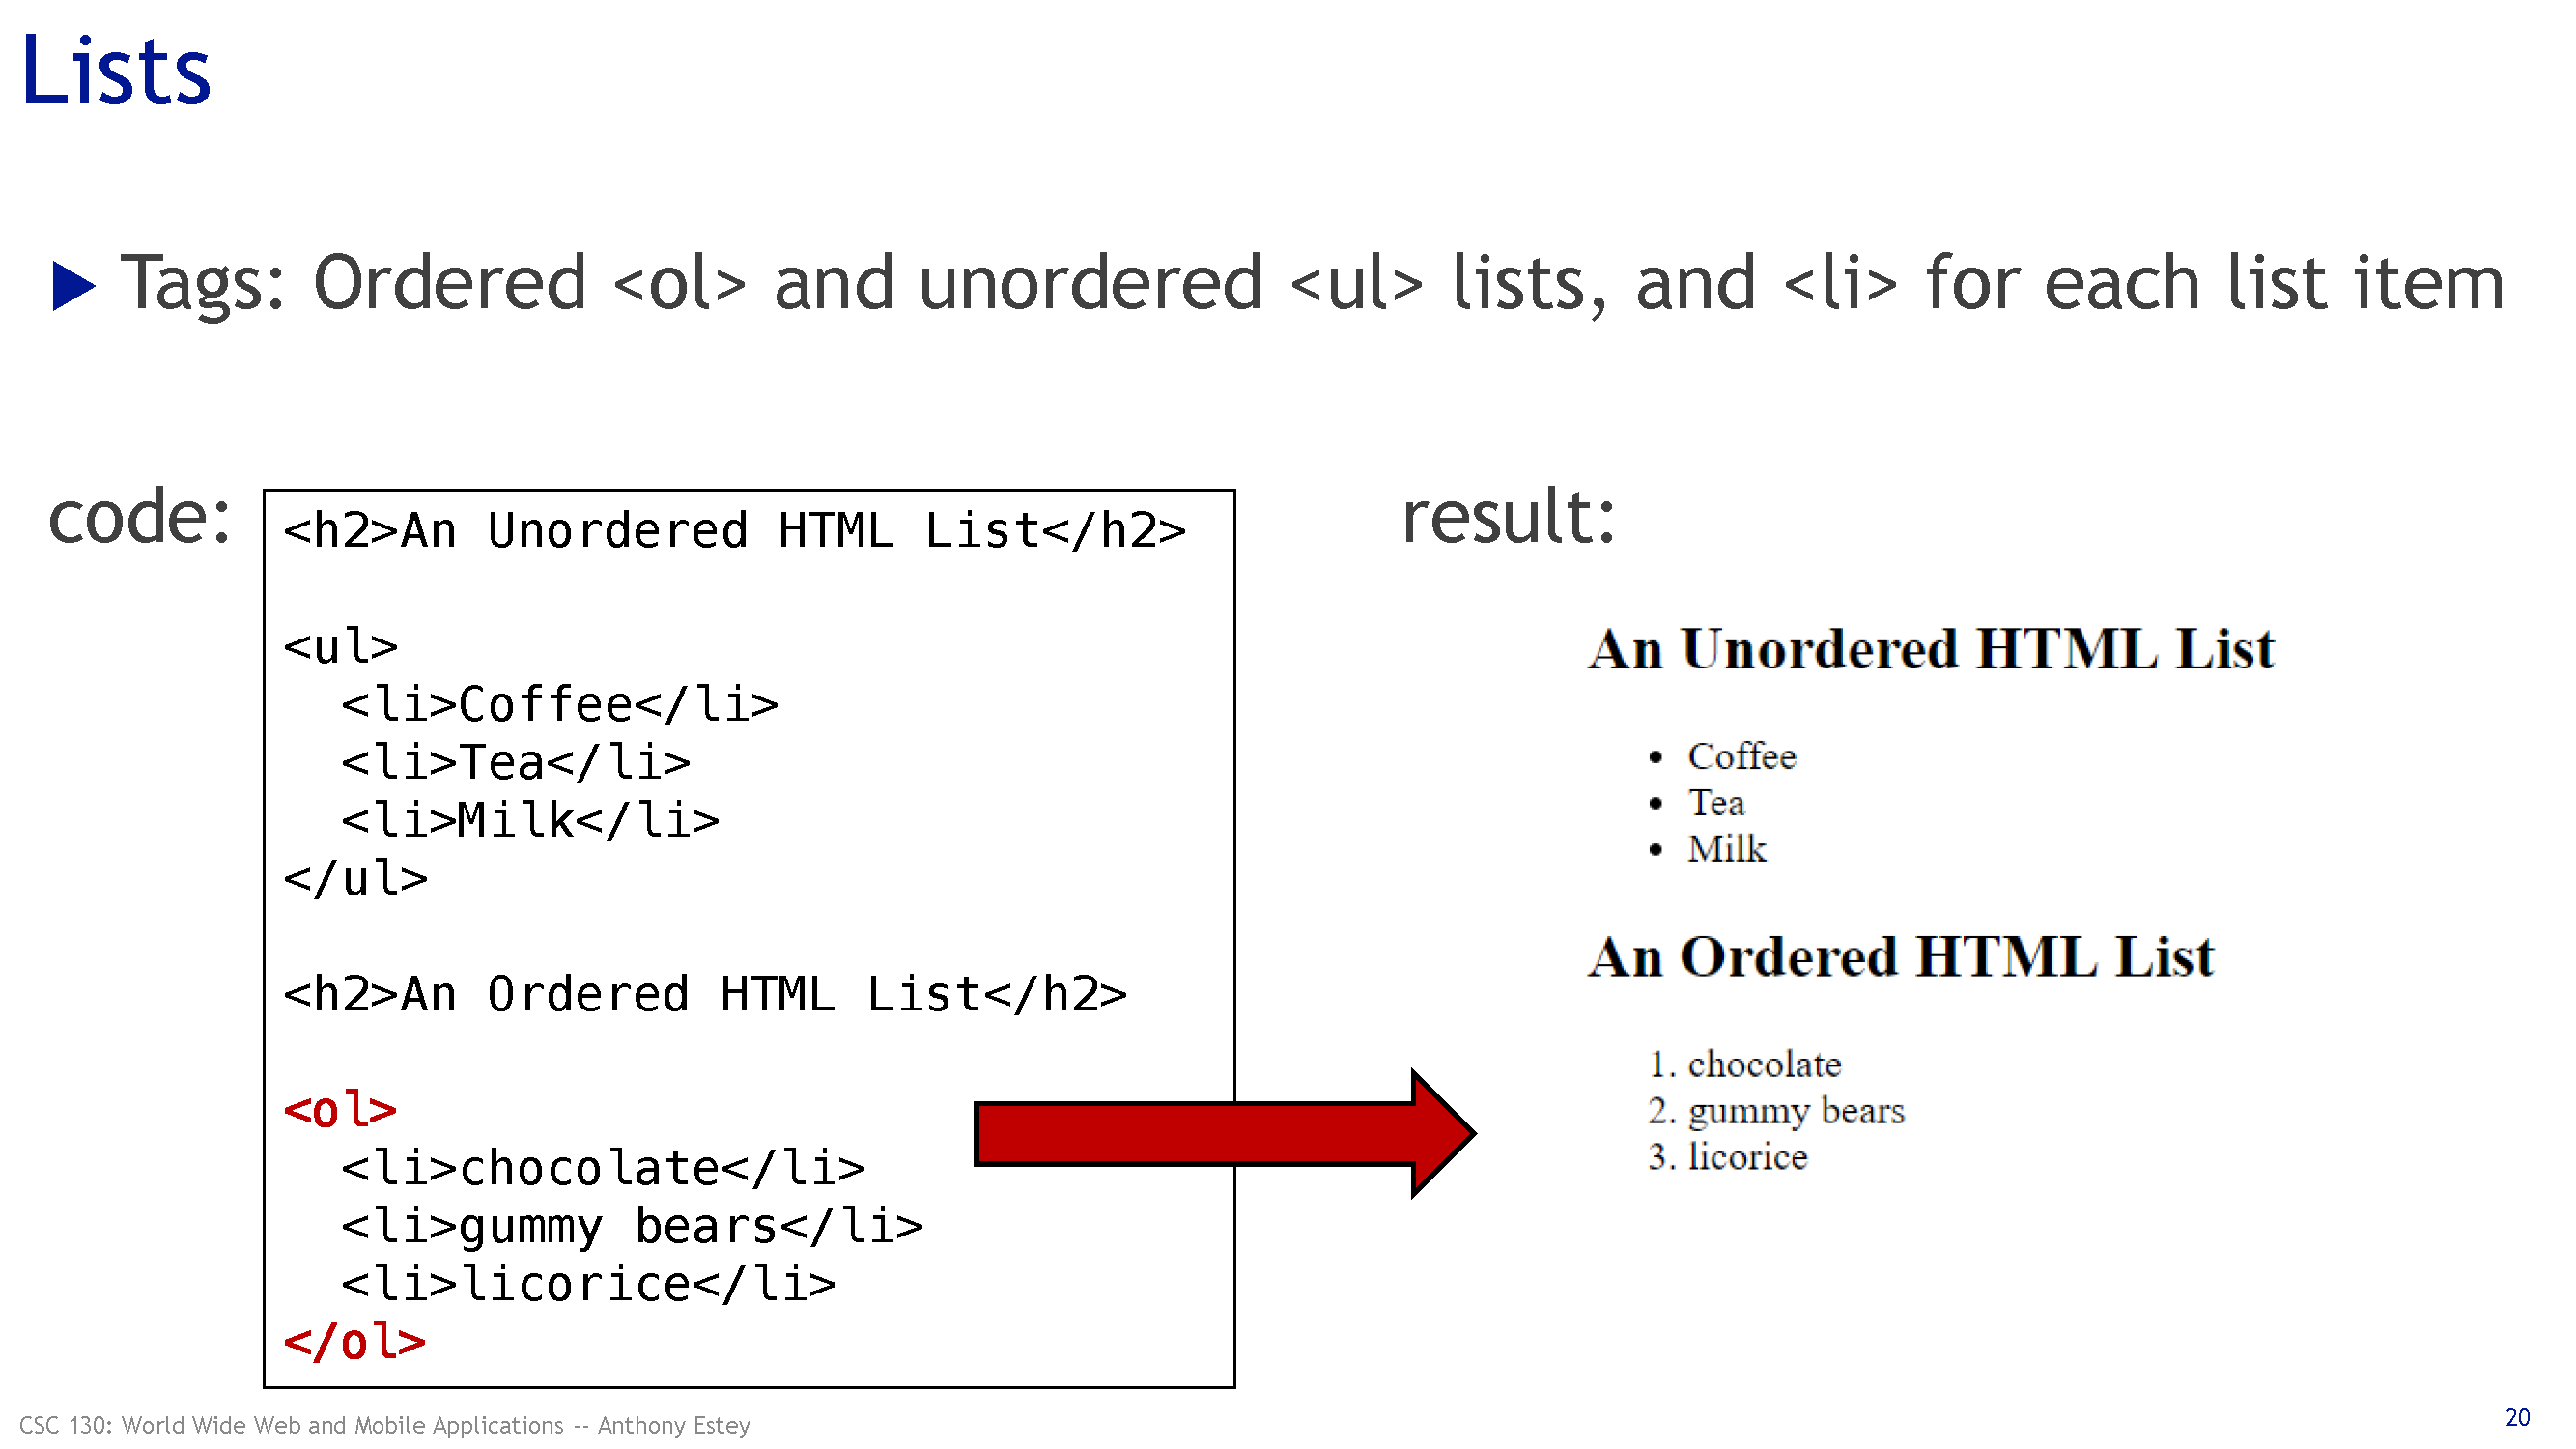 Lists
Tags: Ordered <ol> and unordered <ul> lists, and <li> for each list item
code:
<h2>An Unordered HTML List</h2>
<ul>
<li>Coffee</li>
<li>Tea</li>
<li>Milk</li>
</ul>
<h2>An Ordered HTML List</h2>
<ol>
<li>chocolate</li>
<li>gummy bears</li>
<li>licorice</li>
</ol>
result:
An Unordered HTML List
• Coffee
• Tea
• Milk
An Ordered HTML List
1. chocolate
2. gummy bears
3. licorice
CSC 130: World Wide Web and Mobile Applications -- Anthony Estey
20